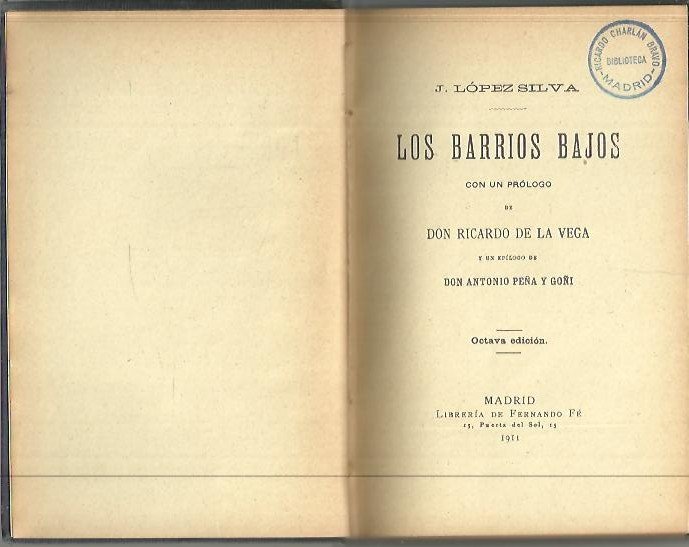 RICARDO CHARLÁN BRAVO
BIBLIOTECA
MADRID
J. LÓPEZ SILVA
LOS BARRIOS BAJOS
CON UN PRÓLOGO
DE
DON RICARDO DE LA VEGA
Y UN EPÍLOGO DE
DON ANTONIO PEÑA Y GOÑI
Octava edición.
MADRID
LIBRERÍA DE FERNANDO FÉ
15, Puerta del Sol, 15
1911